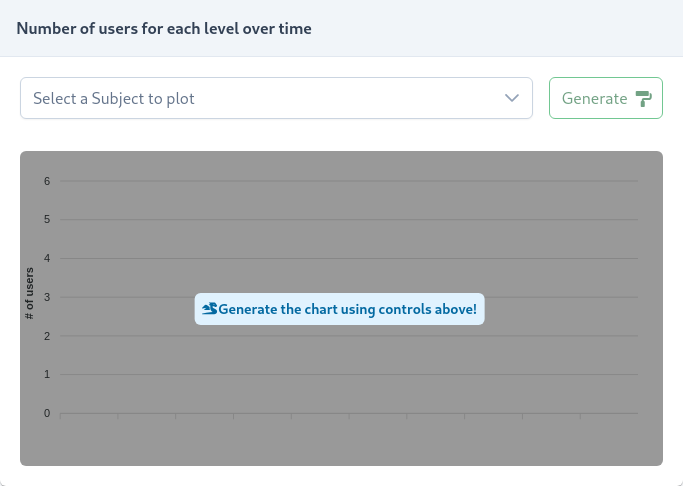 Number of users for each level over time
Select a Subject to plot
Generate
6
5
4
3
2
1
0
# of users
Generate the chart using controls above!